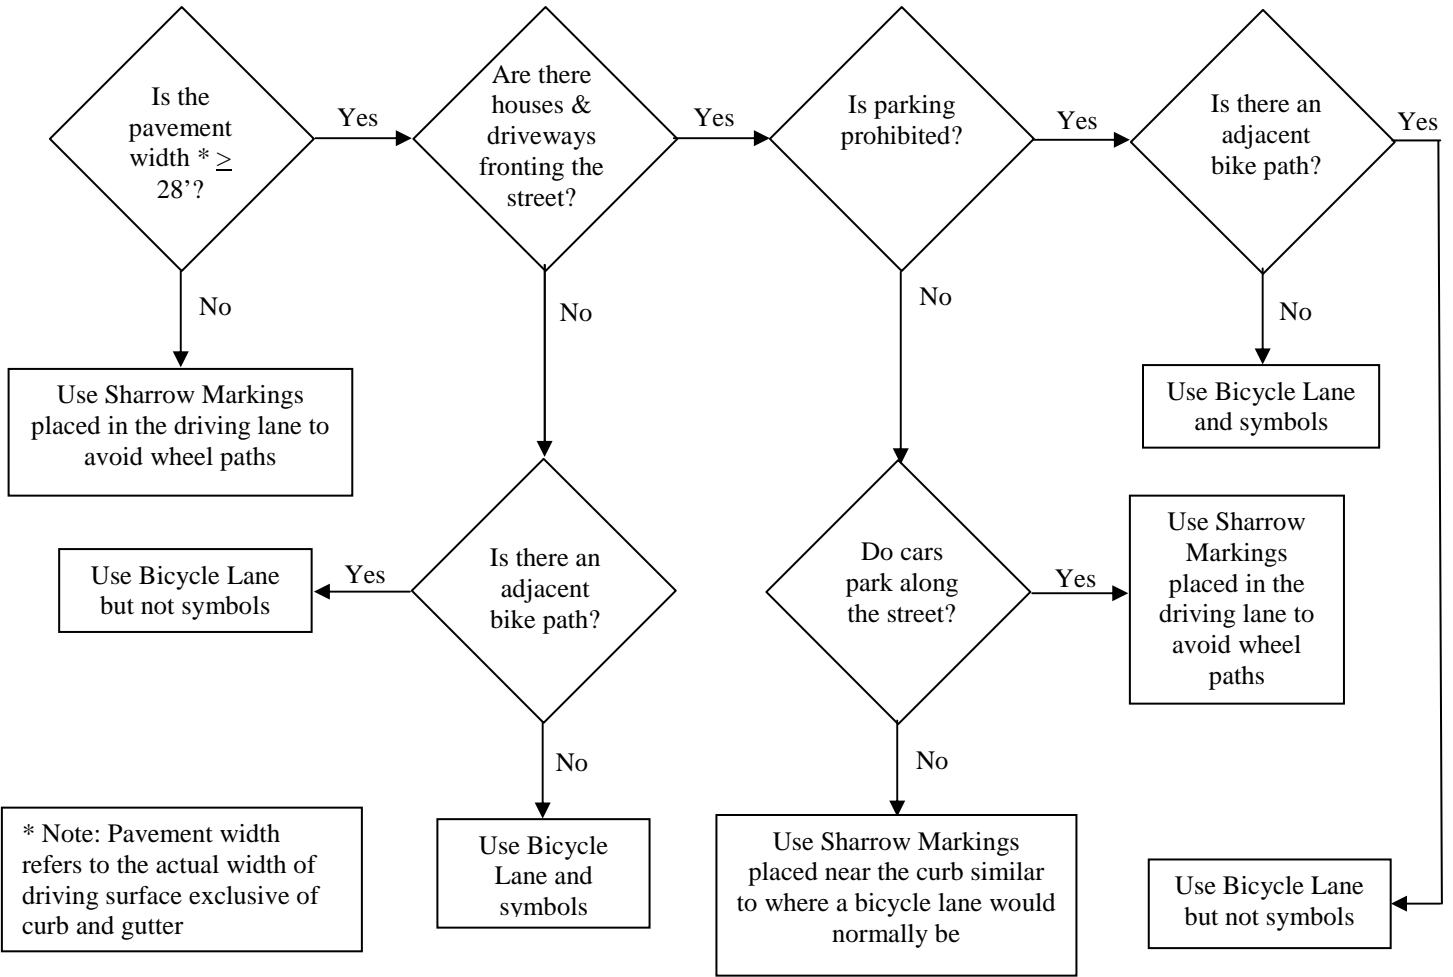 Is the
pavement
width * ≥
28’?
Yes
No
Are there
houses &
driveways
fronting the
street?
Yes
No
Is parking
prohibited?
Yes
No
Is there an
adjacent
bike path?
Yes
No
Use Sharrow Markings
placed in the driving lane to
avoid wheel paths
Use Bicycle Lane
and symbols
Use Bicycle Lane
but not symbols
Yes
Is there an
adjacent
bike path?
No
Do cars
park along
the street?
Yes
No
Use Sharrow
Markings
placed in the
driving lane to
avoid wheel
paths
* Note: Pavement width
refers to the actual width of
driving surface exclusive of
curb and gutter
Use Bicycle
Lane and
symbols
Use Sharrow Markings
placed near the curb similar
to where a bicycle lane would
normally be
Use Bicycle Lane
but not symbols